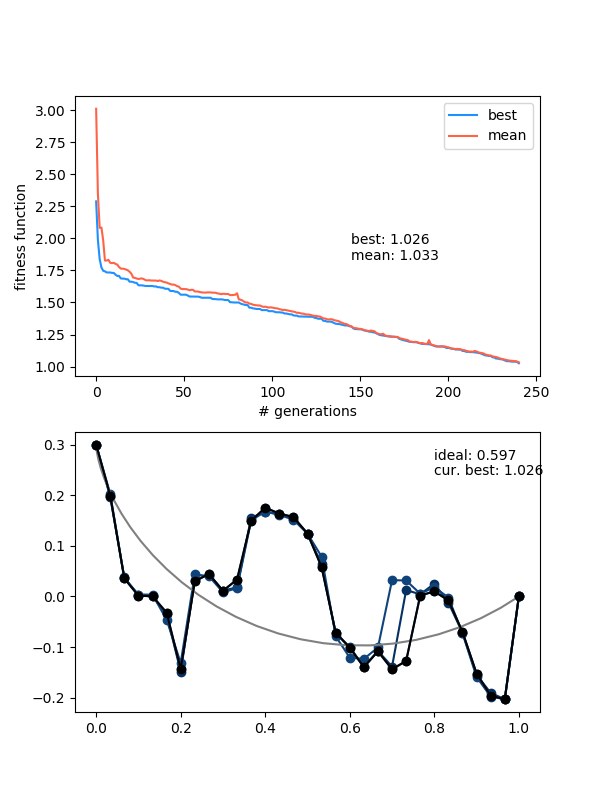 3.00
2.75
2.50
2.25
2.00
1.75
1.50
1.25
1.00
fitness function
best
mean
best: 1.026
mean: 1.033
0 50 100 150 200 250
# generations
0.3
0.2
0.1
0.0
−0.1
−0.2
ideal: 0.597
cur. best: 1.026
0.0 0.2 0.4 0.6 0.8 1.0